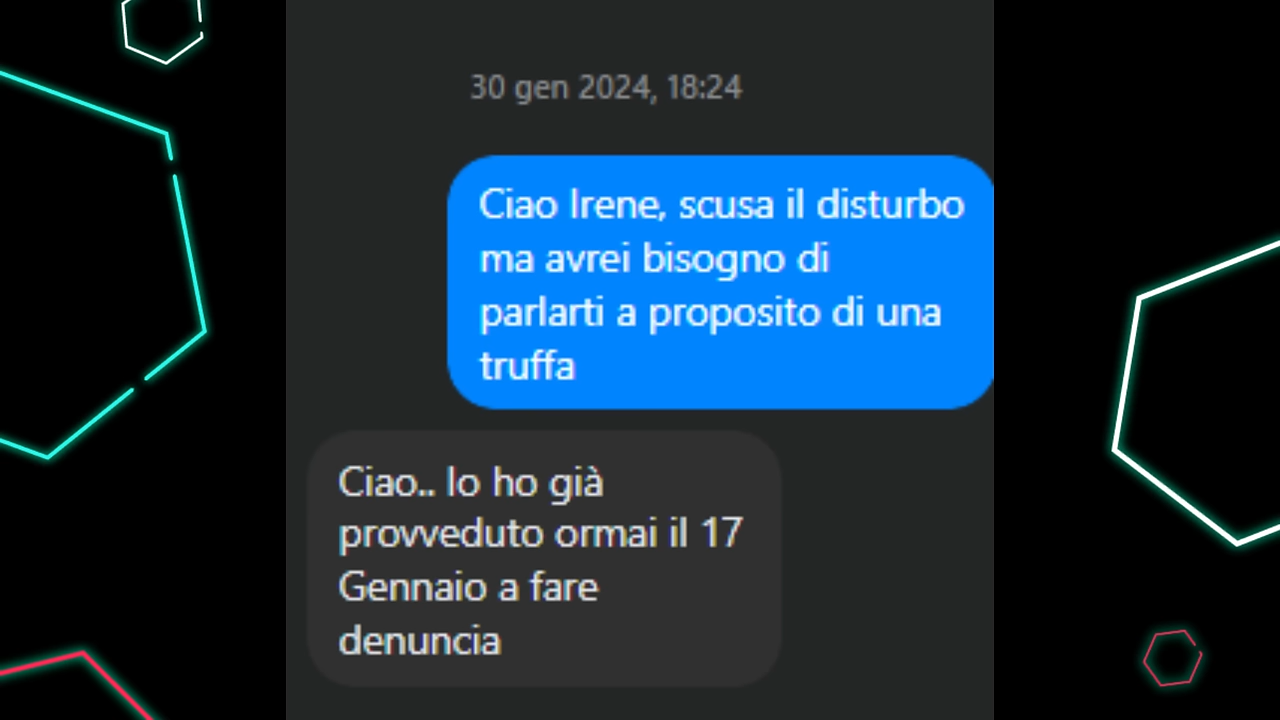 30 gen 2024, 18:24
Ciao Irene, scusa il disturbo
ma avrei bisogno di
parlarti a proposito di una
truffa
Ciao.. Io ho già
provveduto ormai il 17
Gennaio a fare
denuncia